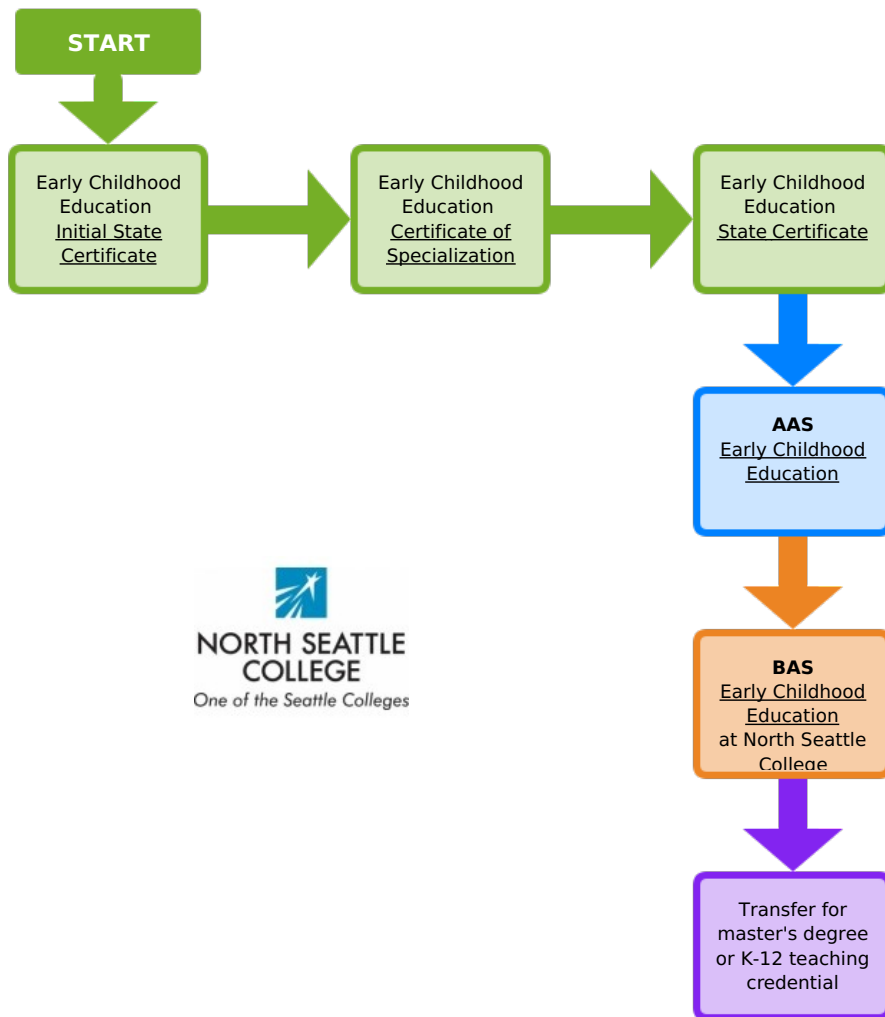 START
Early Childhood
Education
Initial State
Certificate
Early Childhood
Education
Certificate of
Specialization
Early Childhood
Education
State Certificate
AAS
Early Childhood
Education
NORTH SEATTLE
COLLEGE
One of the Seattle Colleges
BAS
Early Childhood
Education
at North Seattle
College
Transfer for
master's degree
or K-12 teaching
credential